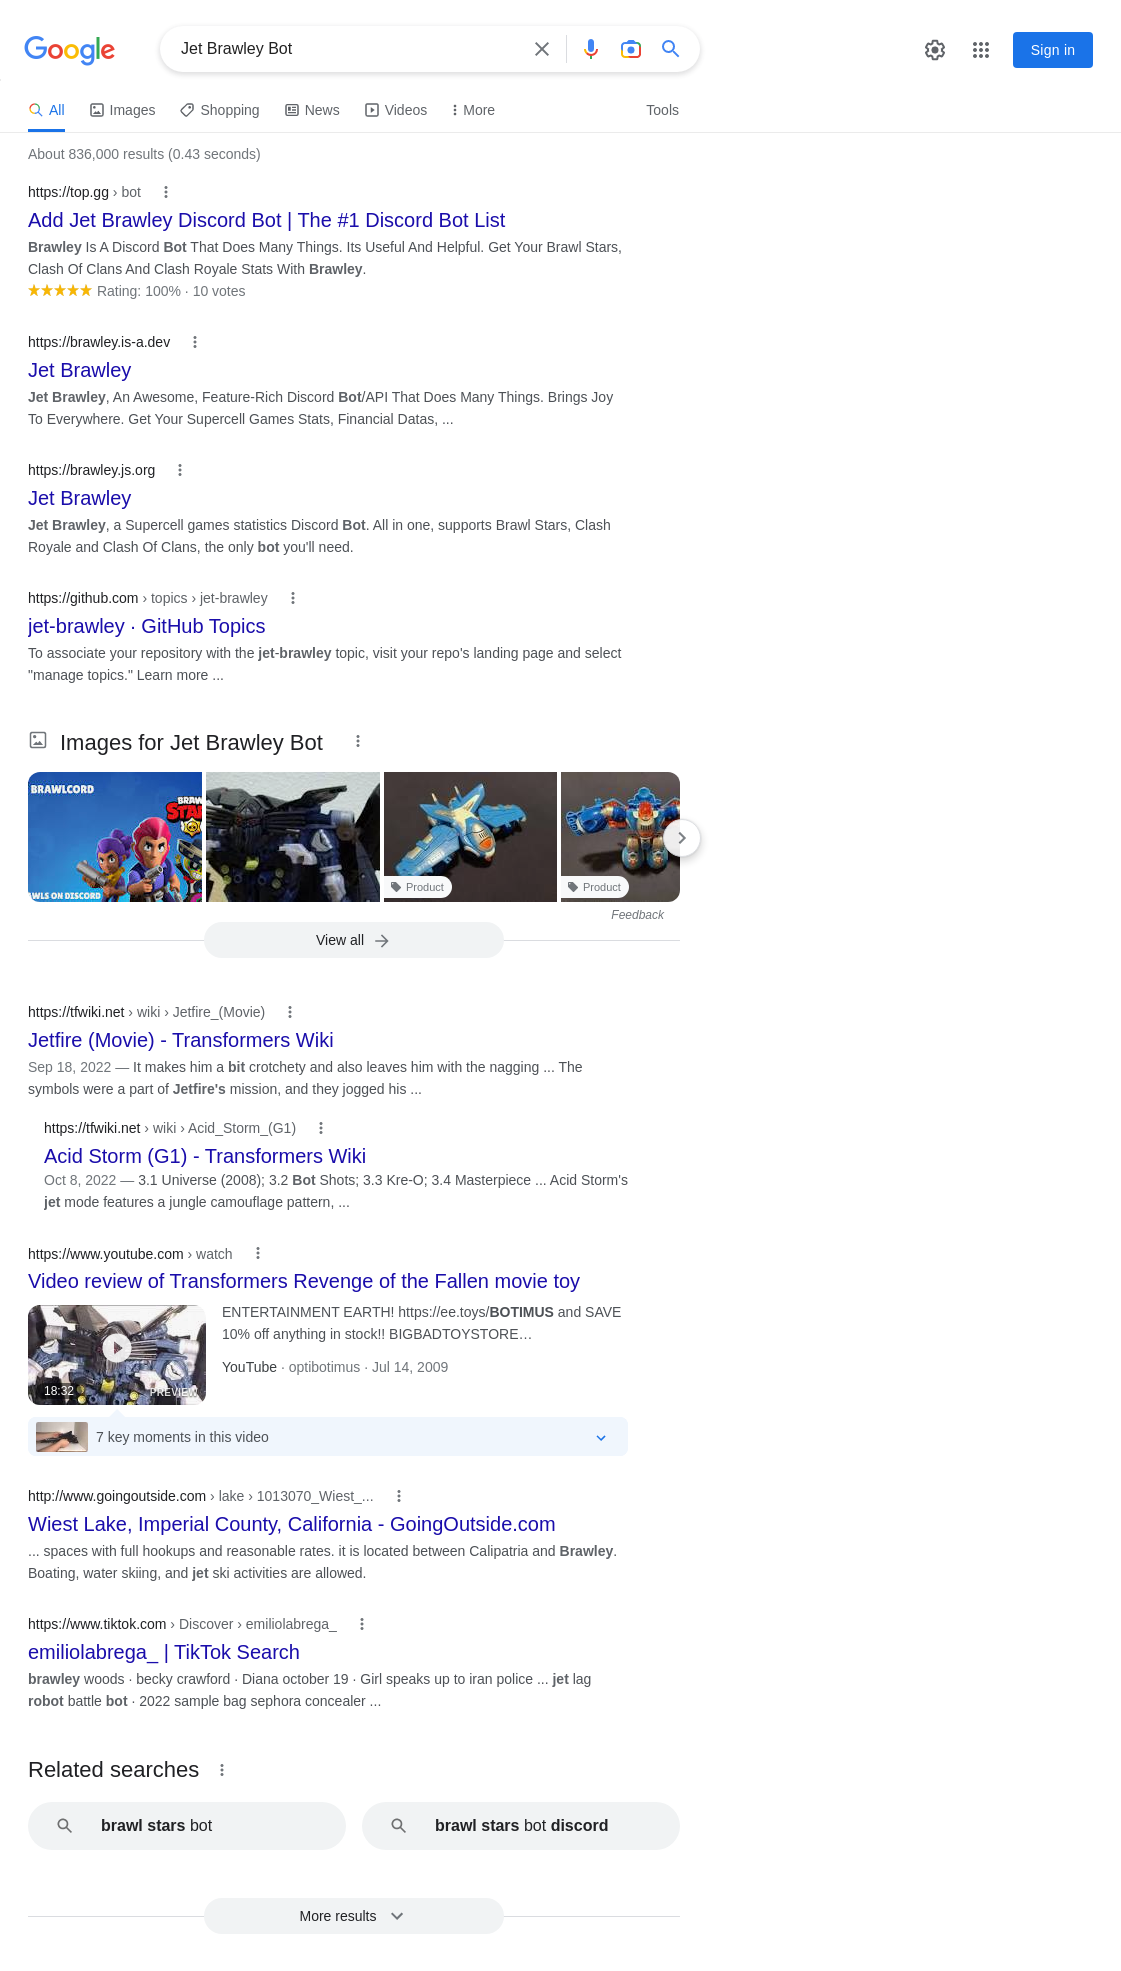 Google
Jet Brawley Bot
Sign in
All
Images
Shopping
News
Videos
More
Tools
About 836,000 results (0.43 seconds)
https://top.gg › bot
Add Jet Brawley Discord Bot | The #1 Discord Bot List
Brawley Is A Discord Bot That Does Many Things. Its Useful And Helpful. Get Your Brawl Stars,
Clash Of Clans And Clash Royale Stats With Brawley.
Rating: 100% · 10 votes
https://brawley.is-a.dev
Jet Brawley
Jet Brawley, An Awesome, Feature-Rich Discord Bot/API That Does Many Things. Brings Joy
To Everywhere. Get Your Supercell Games Stats, Financial Datas, ...
https://brawley.js.org
Jet Brawley
Jet Brawley, a Supercell games statistics Discord Bot. All in one, supports Brawl Stars, Clash
Royale and Clash Of Clans, the only bot you'll need.
https://github.com › topics › jet-brawley
jet-brawley · GitHub Topics
To associate your repository with the jet-brawley topic, visit your repo's landing page and select
"manage topics." Learn more ...
Images for Jet Brawley Bot
BRAWLCORD
BRAW
STA
AWLS ON DISCORD
Product
Product
Feedback
View all
https://tfwiki.net › wiki › Jetfire_(Movie)
Jetfire (Movie) - Transformers Wiki
Sep 18, 2022 — It makes him a bit crotchety and also leaves him with the nagging ... The
symbols were a part of Jetfire's mission, and they jogged his ...
https://tfwiki.net › wiki › Acid_Storm_(G1)
Acid Storm (G1) - Transformers Wiki
Oct 8, 2022 — 3.1 Universe (2008); 3.2 Bot Shots; 3.3 Kre-O; 3.4 Masterpiece ... Acid Storm's
jet mode features a jungle camouflage pattern, ...
https://www.youtube.com › watch
Video review of Transformers Revenge of the Fallen movie toy
ENTERTAINMENT EARTH! https://ee.toys/BOTIMUS and SAVE
10% off anything in stock!! BIGBADTOYSTORE…
YouTube · optibotimus · Jul 14, 2009
18:32
PREVIEW
7 key moments in this video
http://www.goingoutside.com › lake › 1013070_Wiest_...
Wiest Lake, Imperial County, California - GoingOutside.com
... spaces with full hookups and reasonable rates. it is located between Calipatria and Brawley.
Boating, water skiing, and jet ski activities are allowed.
https://www.tiktok.com › Discover › emiliolabrega_
emiliolabrega_ | TikTok Search
brawley woods · becky crawford · Diana october 19 · Girl speaks up to iran police ... jet lag
robot battle bot · 2022 sample bag sephora concealer ...
Related searches
brawl stars bot
brawl stars bot discord
More results